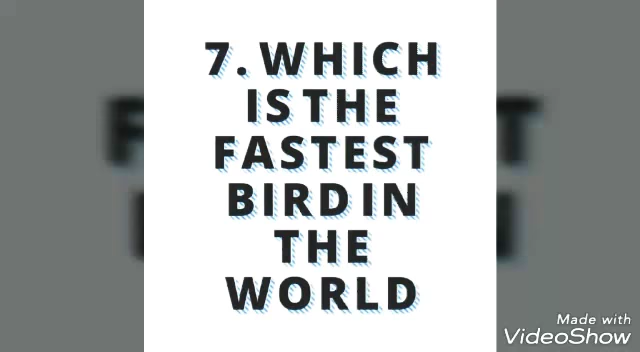 7. WHICH
IS THE
FASTEST
BIRD IN
THE
WORLD
Made with
VideoShow